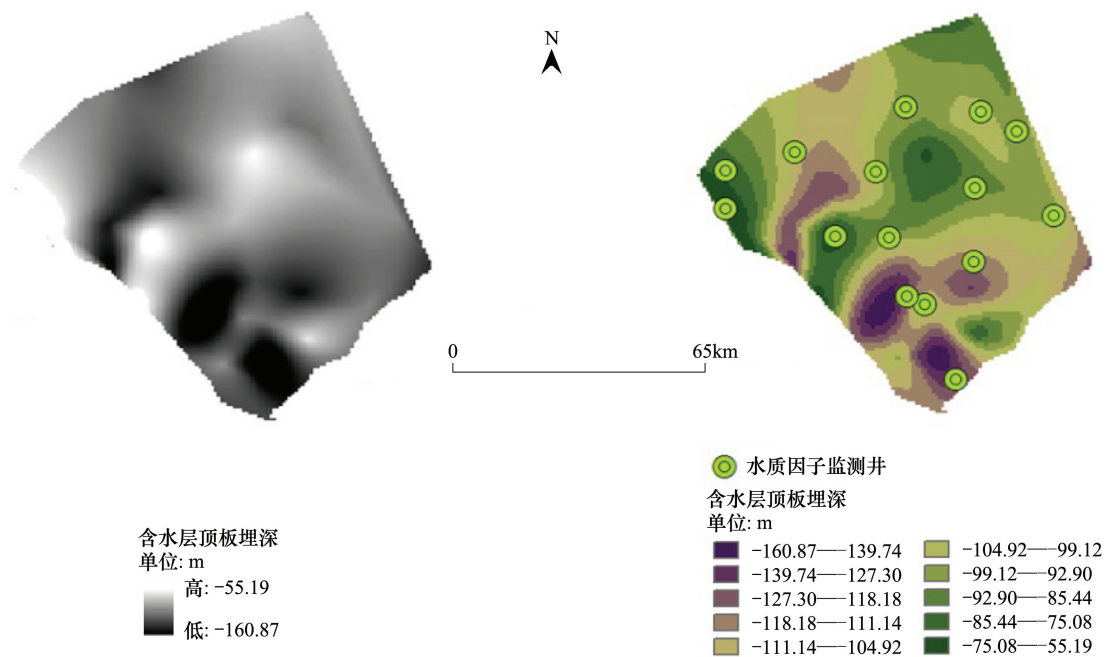 N
0 65km
含水层顶板埋深
单位: m
高: -55.19
低: -160.87
水质因子监测井
含水层顶板埋深
单位: m
-160.87—-139.74
-139.74—-127.30
-127.30—-118.18
-118.18—-111.14
-111.14—-104.92
-104.92—-99.12
-99.12—-92.90
-92.90—-85.44
-85.44—-75.08
-75.08—-55.19